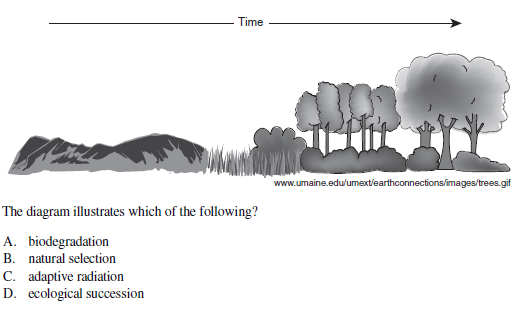 Time
www.umaine.edu/umext/earthconnections/images/trees.gif
The diagram illustrates which of the following?
A. biodegradation
B. natural selection
C. adaptive radiation
D. ecological succession